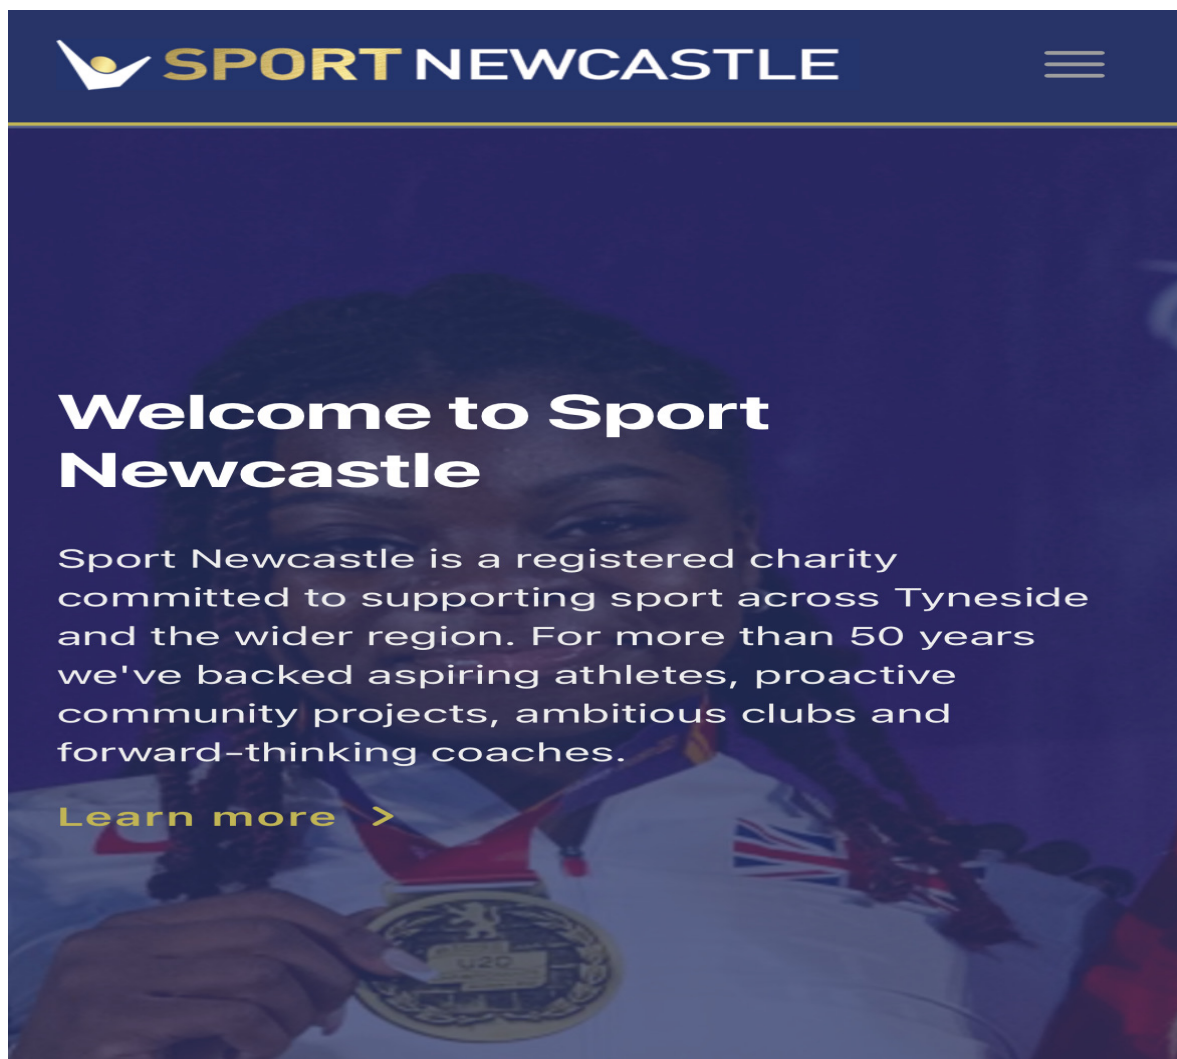 SPORT NEWCASTLE
Welcome to Sport
Newcastle
Sport Newcastle is a registered charity
committed to supporting sport across Tyneside
and the wider region. For more than 50 years
we've backed aspiring athletes, proactive
community projects, ambitious clubs and
forward-thinking coaches.
Learn more >
U20